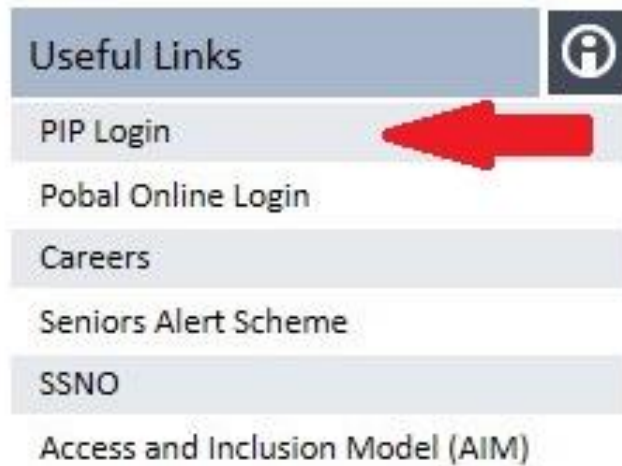 Useful Links
PIP Login
Pobal Online Login
Careers
Seniors Alert Scheme
SSNO
Access and Inclusion Model (AIM)